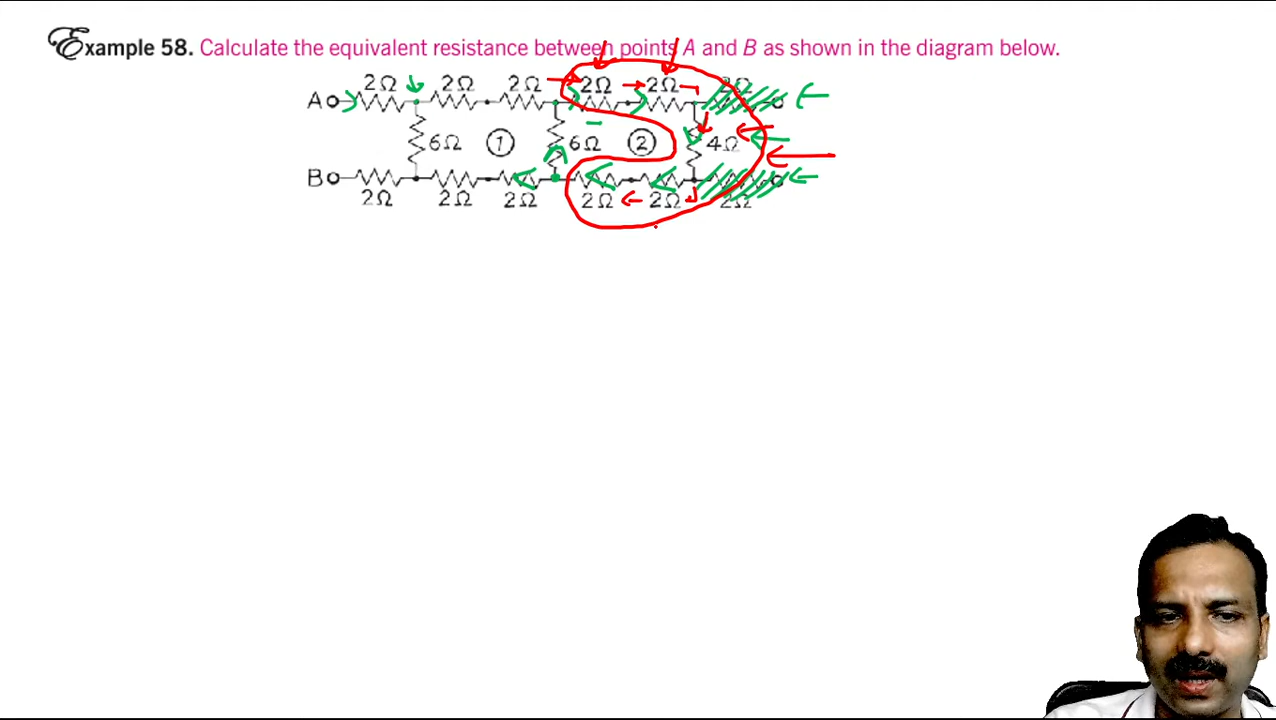 Example 58. Calculate the equivalent resistance between points A and B as shown in the diagram below.
2Ω 2Ω 2Ω 2Ω 2Ω 2Ω
A
6Ω 1 6Ω 2 4Ω
B
2Ω 2Ω 2Ω 2Ω 2Ω 2Ω